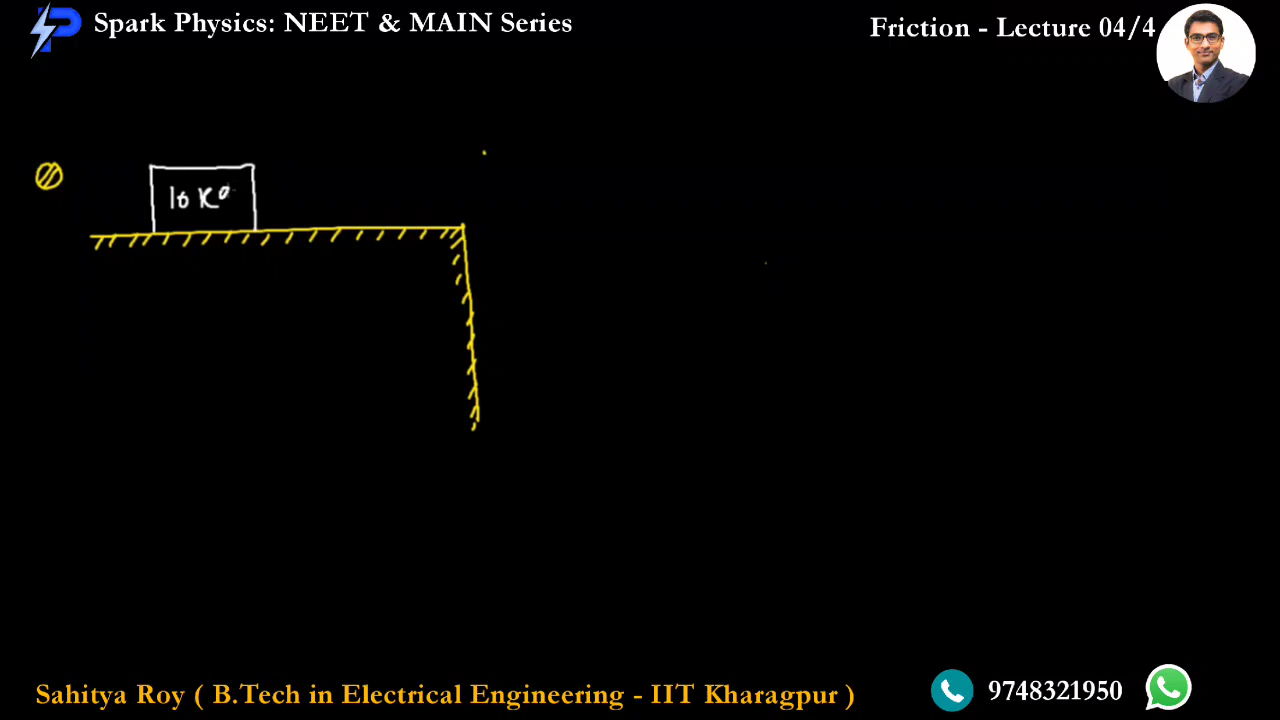 Spark Physics: NEET & MAIN Series
Friction - Lecture 04/4
10 K
Sahitya Roy ( B.Tech in Electrical Engineering - IIT Kharagpur )
9748321950